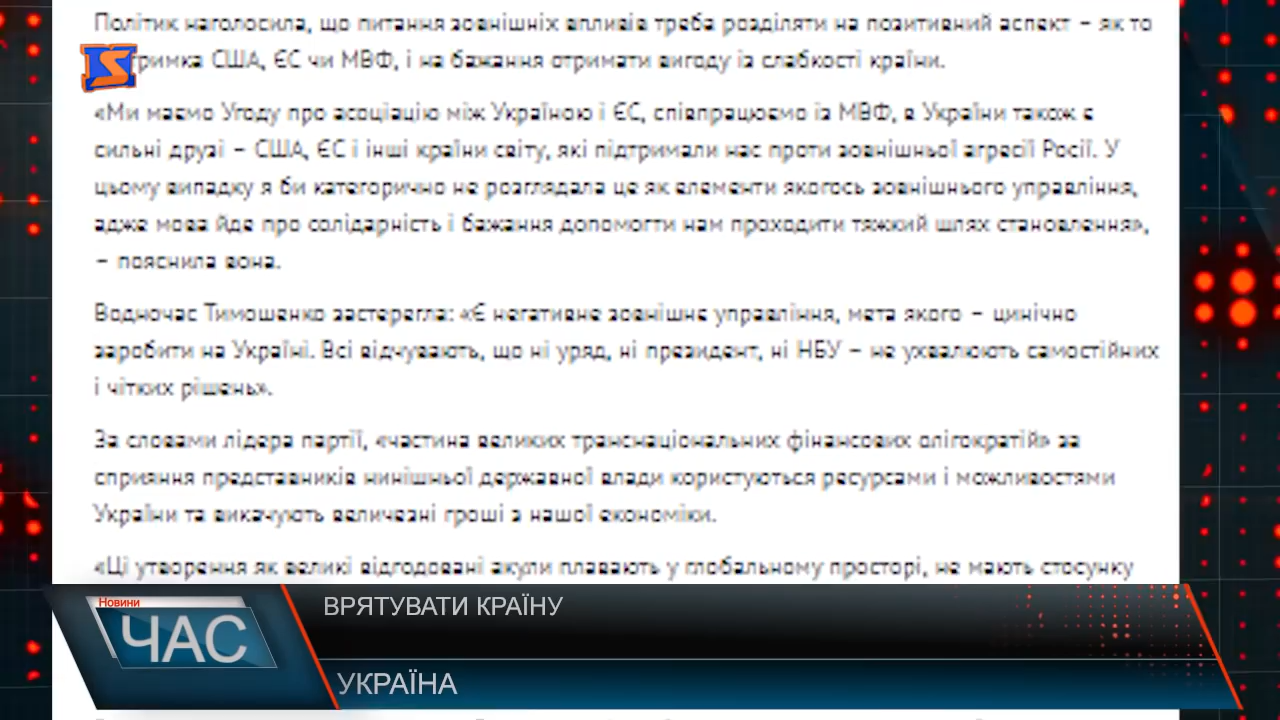 Політик наголосила, що питання зовнішніх впливів треба розділяти на позитивний аспект – як то
тримка США, ЄС чи МВФ, і на бажання отримати вигоду із слабкості країни.
«Ми маємо Угоду про асоціацію між Україною і ЄС, співпрацюємо із МВФ, в України також є
сильні друзі – США, ЄС і інші країни світу, які підтримали нас проти зовнішньої агресії Росії. У
цьому випадку я би категорично не розглядала це як елементи якогось зовнішнього управління,
адже мова йде про солідарність і бажання допомогти нам проходити тяжкий шлях становлення»,
– пояснила вона.
Водночас Тимошенко застерегла: «Є негативне зовнішнє управління, мета якого – цинічно
заробити на Україні. Всі відчувають, що ні уряд, ні президент, ні НБУ – не ухвалюють самостійних
і чітких рішень».
За словами лідера партії, «частина великих транснаціональних фінансових олігократій» за
сприяння представників нинішньої державної влади користуються ресурсами і можливостями
України та викачують величезні гроші з нашої економіки.
«Ці утворення як великі відгодовані акули плавають у глобальному просторі, не мають стосунку
Новини
ЧАС
ВРЯТУВАТИ КРАЇНУ
УКРАЇНА